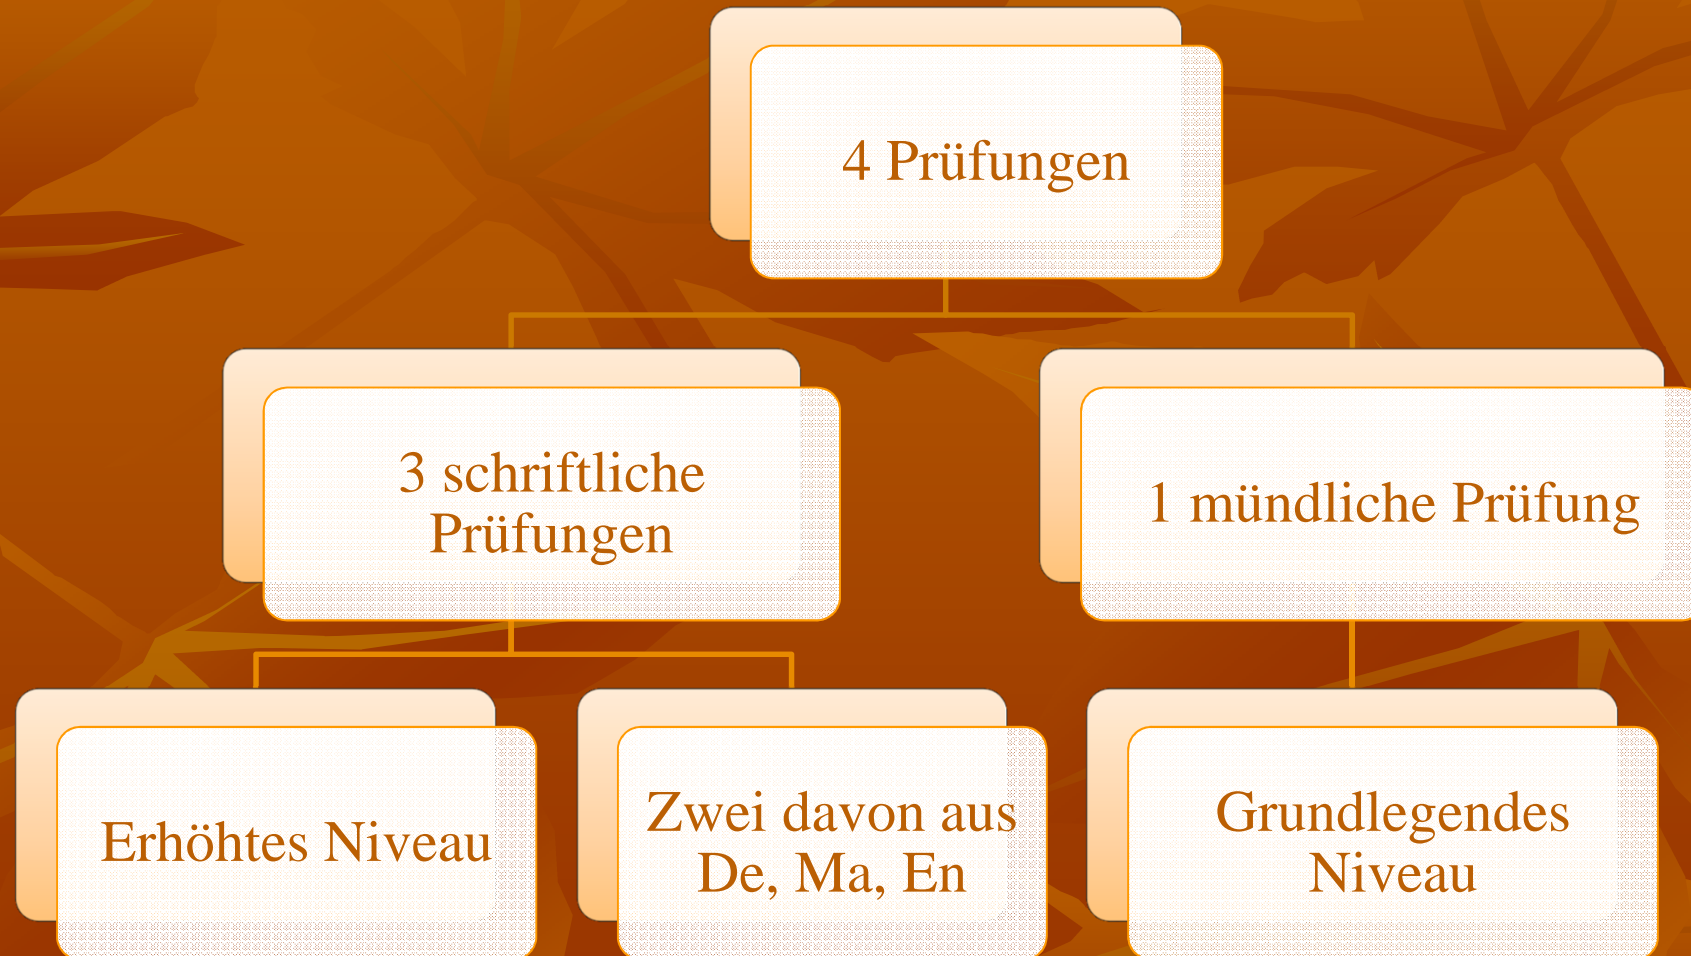 4 Prüfungen
3 schriftliche
Prüfungen
1 mündliche Prüfung
Erhöhtes Niveau
Zwei davon aus
De, Ma, En
Grundlegendes
Niveau